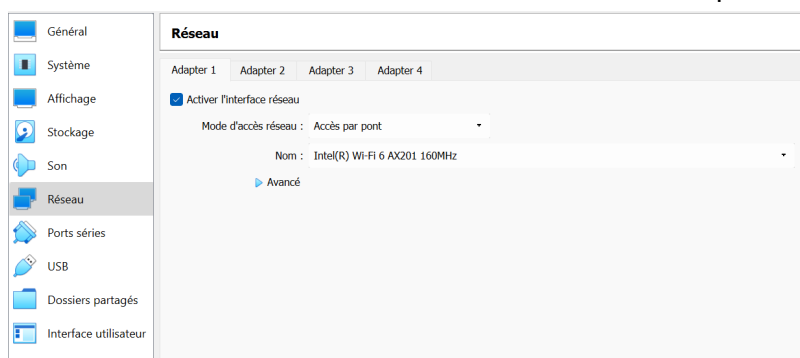 Général
Système
Affichage
Stockage
Son
Réseau
Ports séries
USB
Dossiers partagés
Interface utilisateur
Réseau
Adapter 1 Adapter 2 Adapter 3 Adapter 4
Activer l'interface réseau
Mode d'accès réseau : Accès par pont
Nom : Intel(R) Wi-Fi 6 AX201 160MHz
Avancé